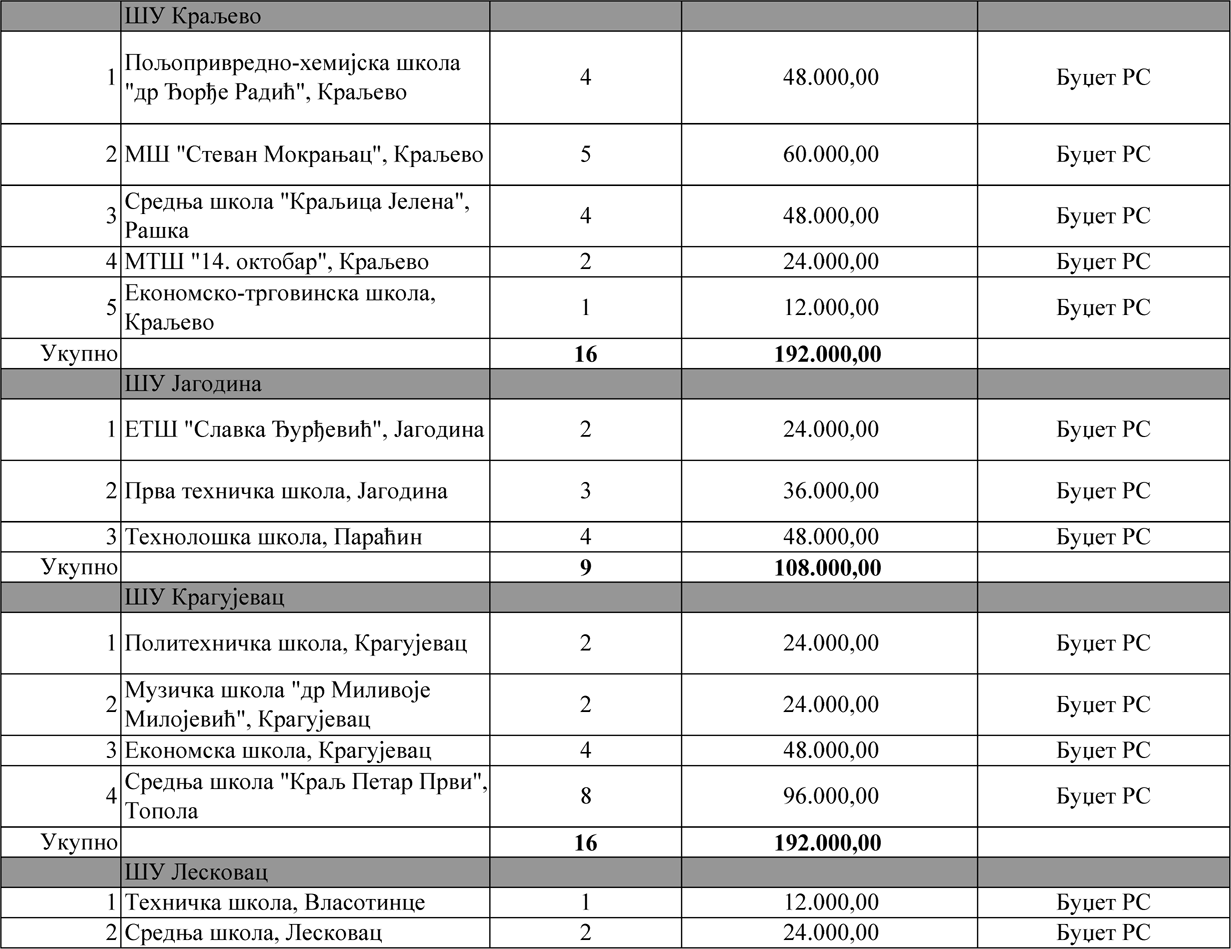 ШУ Краљево
1 Пољопривредно-хемијска школа "др Ђорђе Радић", Краљево 4 48.000,00 Буџет РС
2 МШ "Стеван Мокрањац", Краљево 5 60.000,00 Буџет РС
3 Средња школа "Краљица Јелена", Рашка 4 48.000,00 Буџет РС
4 МТШ "14. октобар", Краљево 2 24.000,00 Буџет РС
5 Економско-трговинска школа, Краљево 1 12.000,00 Буџет РС
Укупно 16 192.000,00
ШУ Јагодина
1 ЕТШ "Славка Ђурђевић", Јагодина 2 24.000,00 Буџет РС
2 Прва техничка школа, Јагодина 3 36.000,00 Буџет РС
3 Технолошка школа, Параћин 4 48.000,00 Буџет РС
Укупно 9 108.000,00
ШУ Крагујевац
1 Политехничка школа, Крагујевац 2 24.000,00 Буџет РС
2 Музичка школа "др Миливоје Милојевић", Крагујевац 2 24.000,00 Буџет РС
3 Економска школа, Крагујевац 4 48.000,00 Буџет РС
4 Средња школа "Краљ Петар Први", Топола 8 96.000,00 Буџет РС
Укупно 16 192.000,00
ШУ Лесковац
1 Техничка школа, Власотинце 1 12.000,00 Буџет РС
2 Средња школа, Лесковац 2 24.000,00 Буџет РС